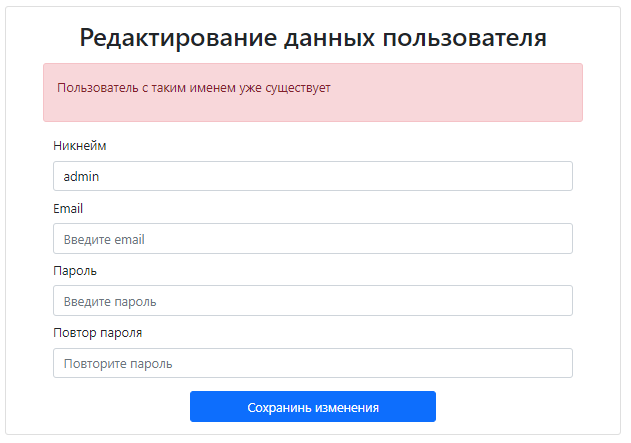 Редактирование данных пользователя
Пользователь с таким именем уже существует
Никнейм
admin
Email
Введите email
Пароль
Введите пароль
Повтор пароля
Повторите пароль
Сохранинь изменения